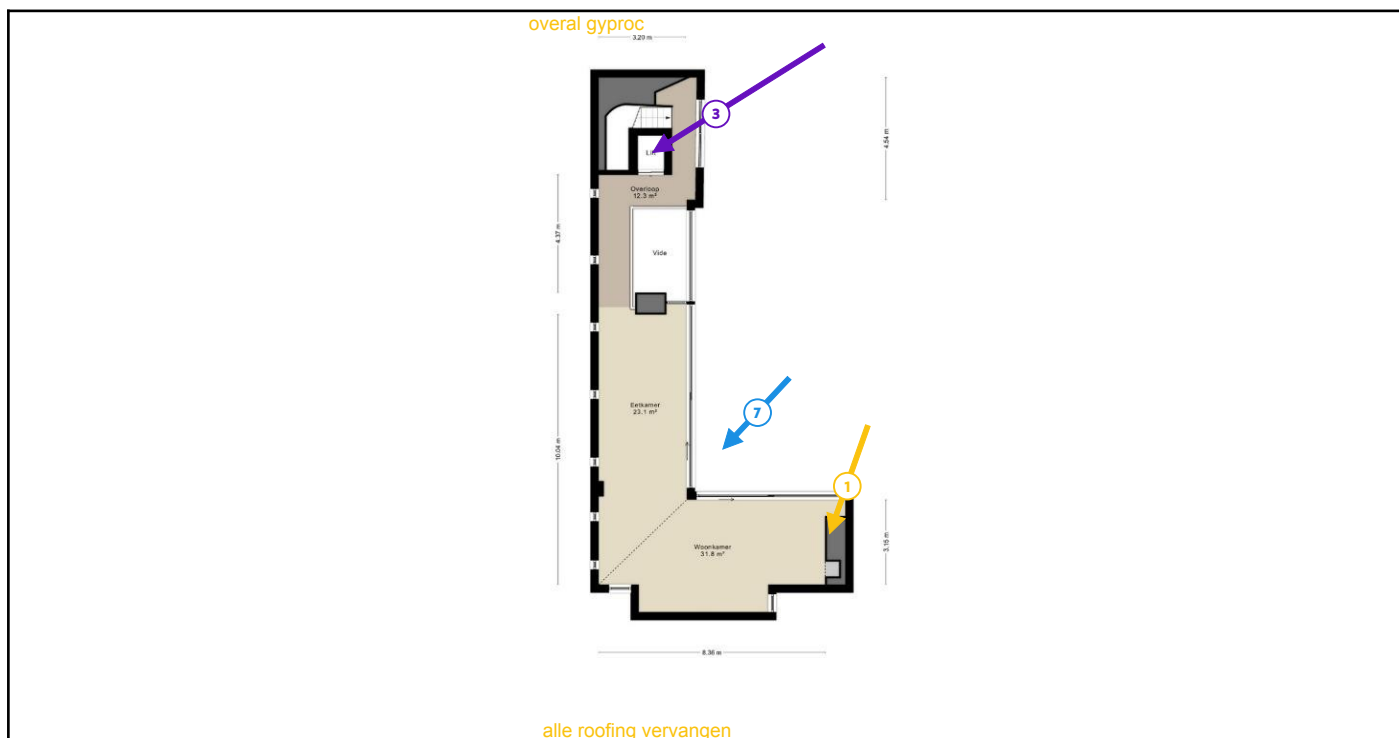 overal gyproc
3.20 m
3
4.54 m
Lift
Overloop
12.3 m²
4.37 m
Vide
Eetkamer
23.1 m²
7
10.04 m
1
Woonkamer
31.8 m²
3.15 m
8.36 m
alle roofing vervangen